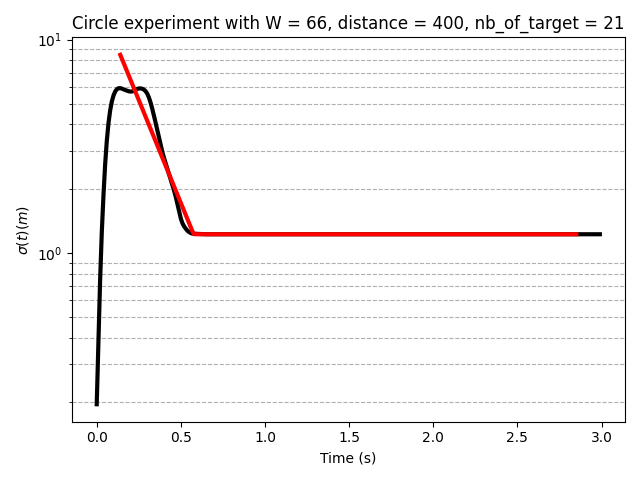 Circle experiment with W = 66, distance = 400, nb_of_target = 21
10¹
10⁰
σ(t)(m)
0.0 0.5 1.0 1.5 2.0 2.5 3.0
Time (s)